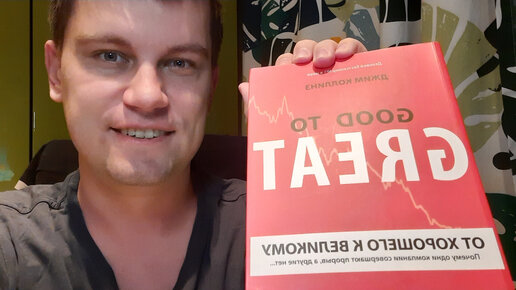 ДЖИМ КОЛЛИНЗ
GOOD TO
GREAT
ОТ ХОРОШЕГО К ВЕЛИКОМУ
Почему одни компании совершают прорыв, а другие нет...